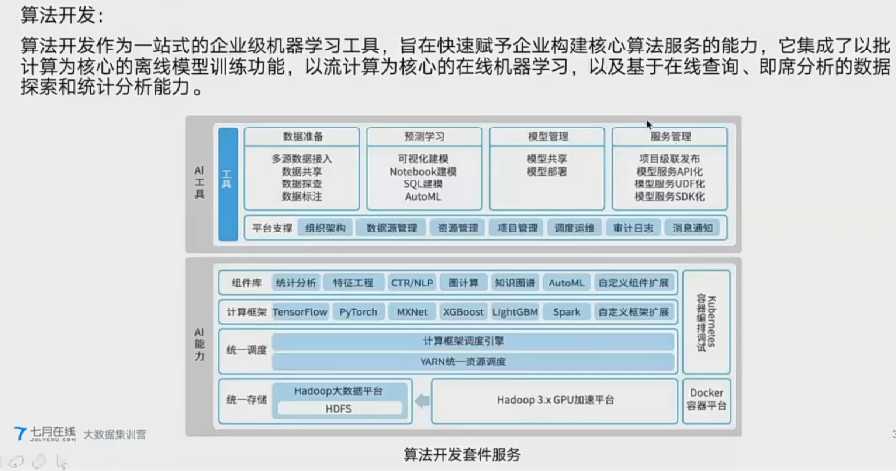 算法开发：
算法开发作为一站式的企业级机器学习工具，旨在快速赋予企业构建核心算法服务的能力，它集成了以批
计算为核心的离线模型训练功能，以流计算为核心的在线机器学习，以及基于在线查询、即席分析的数据
探索和统计分析能力。
AI工具
工具
数据准备
多源数据接入
数据共享
数据探查
数据标注
预测学习
可视化建模
Notebook建模
SQL建模
AutoML
模型管理
模型共享
模型部署
服务管理
项目级联发布
模型服务API化
模型服务UDF化
模型服务SDK化
平台支撑 组织架构 数据源管理 资源管理 项目管理 调度运维 审计日志 消息通知
AI能力
组件库 统计分析 特征工程 CTR/NLP 图计算 知识图谱 AutoML 自定义组件扩展
计算框架 TensorFlow PyTorch MXNet XGBoost LightGBM Spark 自定义框架扩展
统一调度
计算框架调度引擎
YARN统一资源调度
Kubernetes
容器编排调试
统一存储
Hadoop大数据平台
HDFS
Hadoop 3.x GPU加速平台
Docker
容器平台
七月在线
JULYEDU.COM
大数据集训营
算法开发套件服务